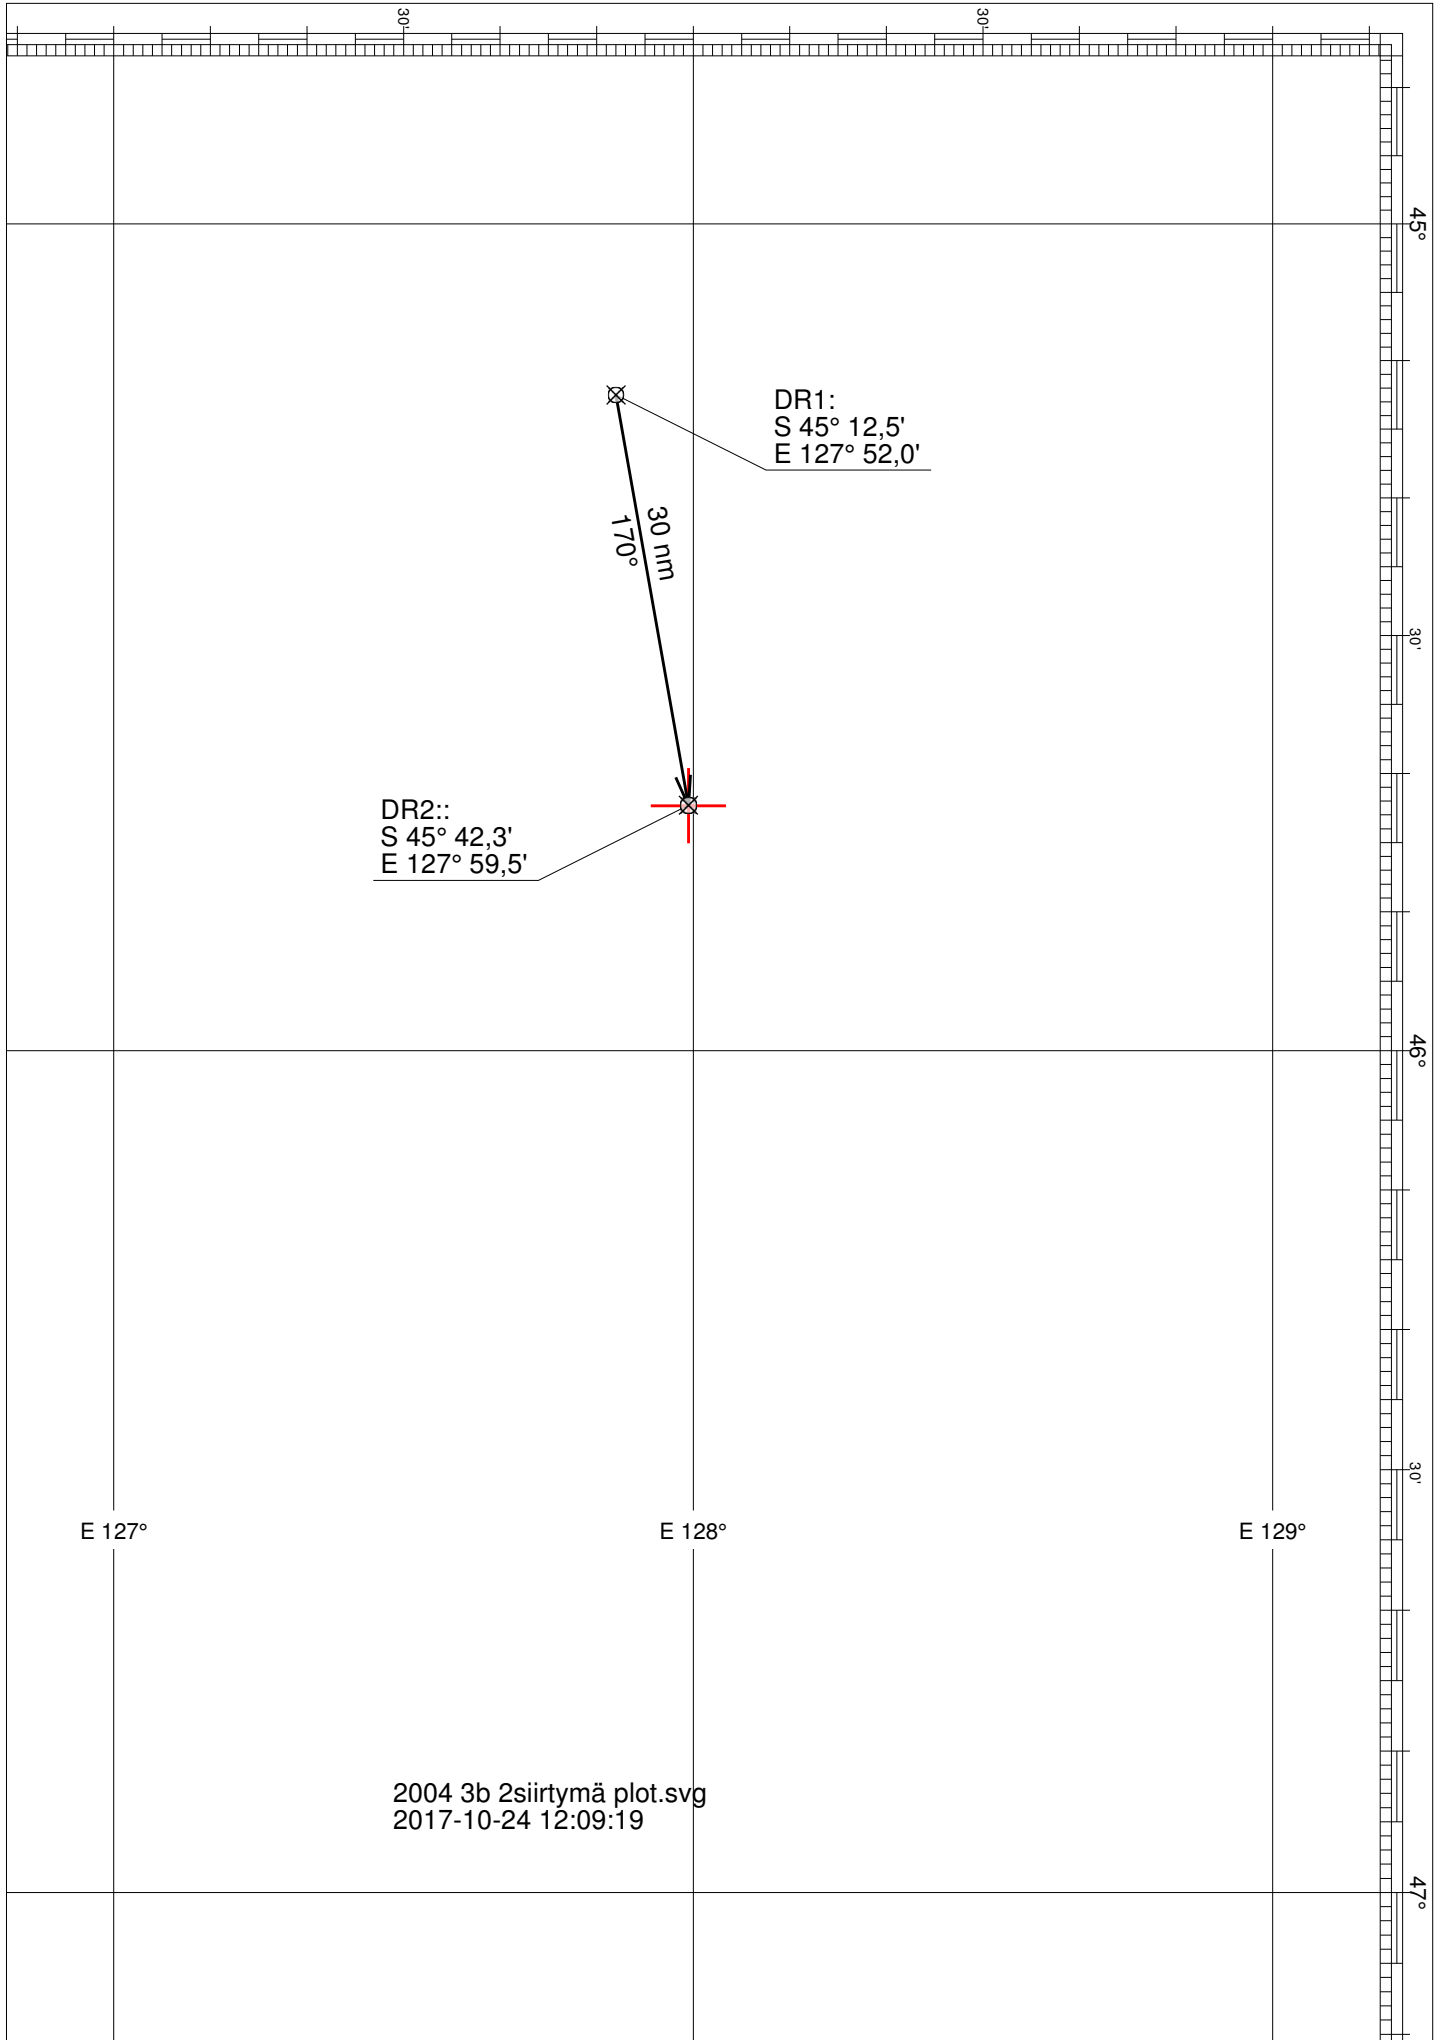 30'
30'
45°
DR1:
S 45° 12,5'
E 127° 52,0'
30 nm
170°
30'
DR2::
S 45° 42,3'
E 127° 59,5'
46°
30'
E 127°
E 128°
E 129°
2004 3b 2siirtymä plot.svg
2017-10-24 12:09:19
47°